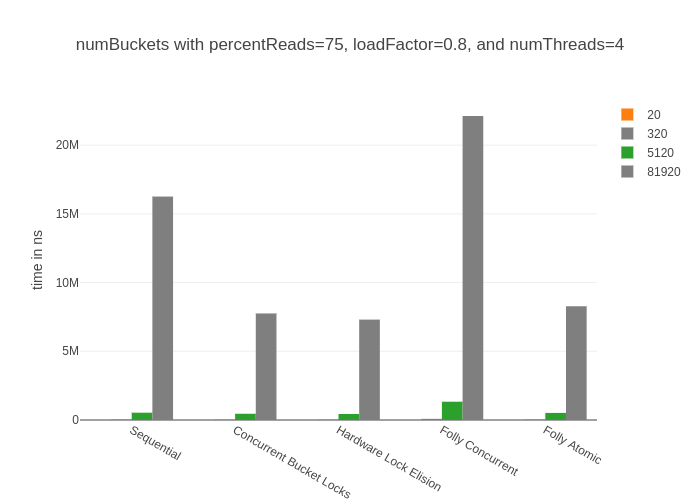 numBuckets with percentReads=75, loadFactor=0.8, and numThreads=4
20
320
5120
81920
time in ns
20M
15M
10M
5M
0
Sequential
Concurrent Bucket Locks
Hardware Lock Elision
Folly Concurrent
Folly Atomic